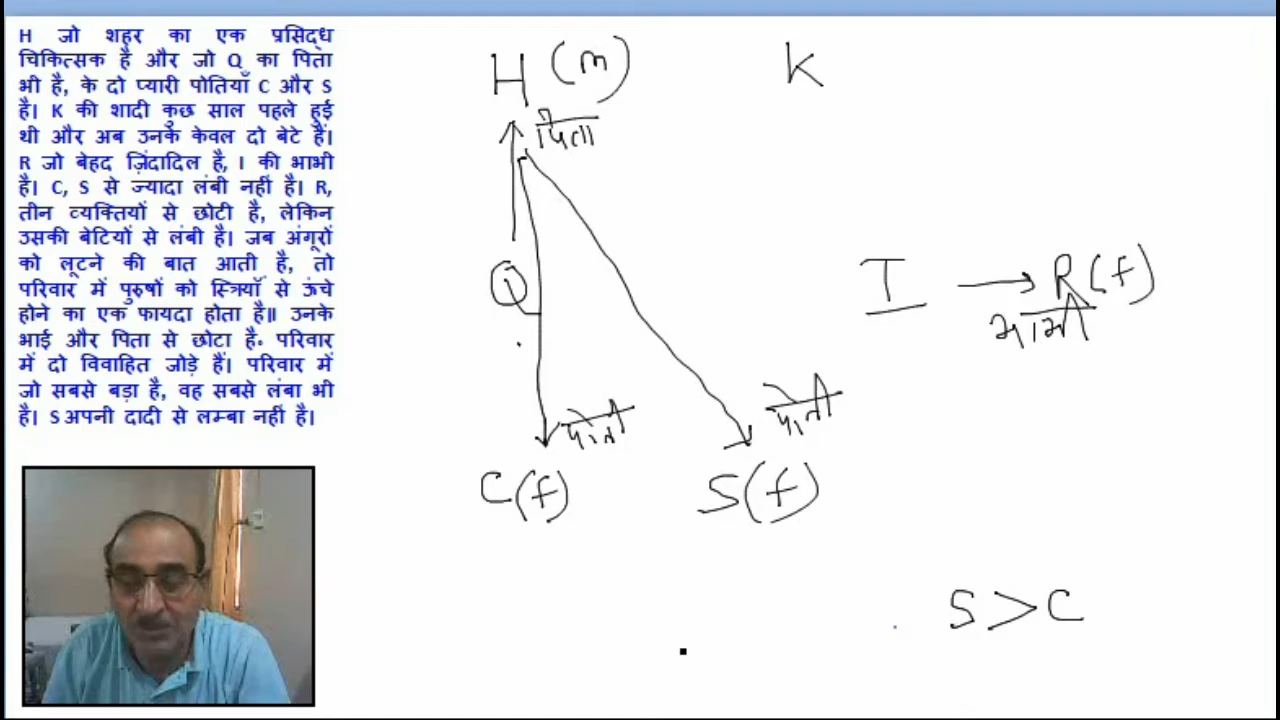 H जो शहर का एक प्रसिद्ध
चिकित्सक है और जो Q का पिता
भी है, के दो प्यारी पोतियाँ C और S
है। K की शादी कुछ साल पहले हुई
थी और अब उनके केवल दो बेटे हैं।
R जो बेहद ज़िंदादिल है, I की भाभी
है। C, S से ज्यादा लंबी नहीं है। R,
तीन व्यक्तियों से छोटी है, लेकिन
उसकी बेटियों से लंबी है। जब अंगूरों
को लूटने की बात आती है, तो
परिवार में पुरुषों को स्त्रियाँ से ऊंचे
होने का एक फायदा होता है॥ उनके
भाई और पिता से छोटा है. परिवार
में दो विवाहित जोड़े हैं। परिवार में
जो सबसे बड़ा है, वह सबसे लंबा भी
है। S अपनी दादी से लम्बा नहीं है।
H (m) K
पिता
I → R (f)
भाभी
Q
पोती पोती
C (f) S (f)
S > C